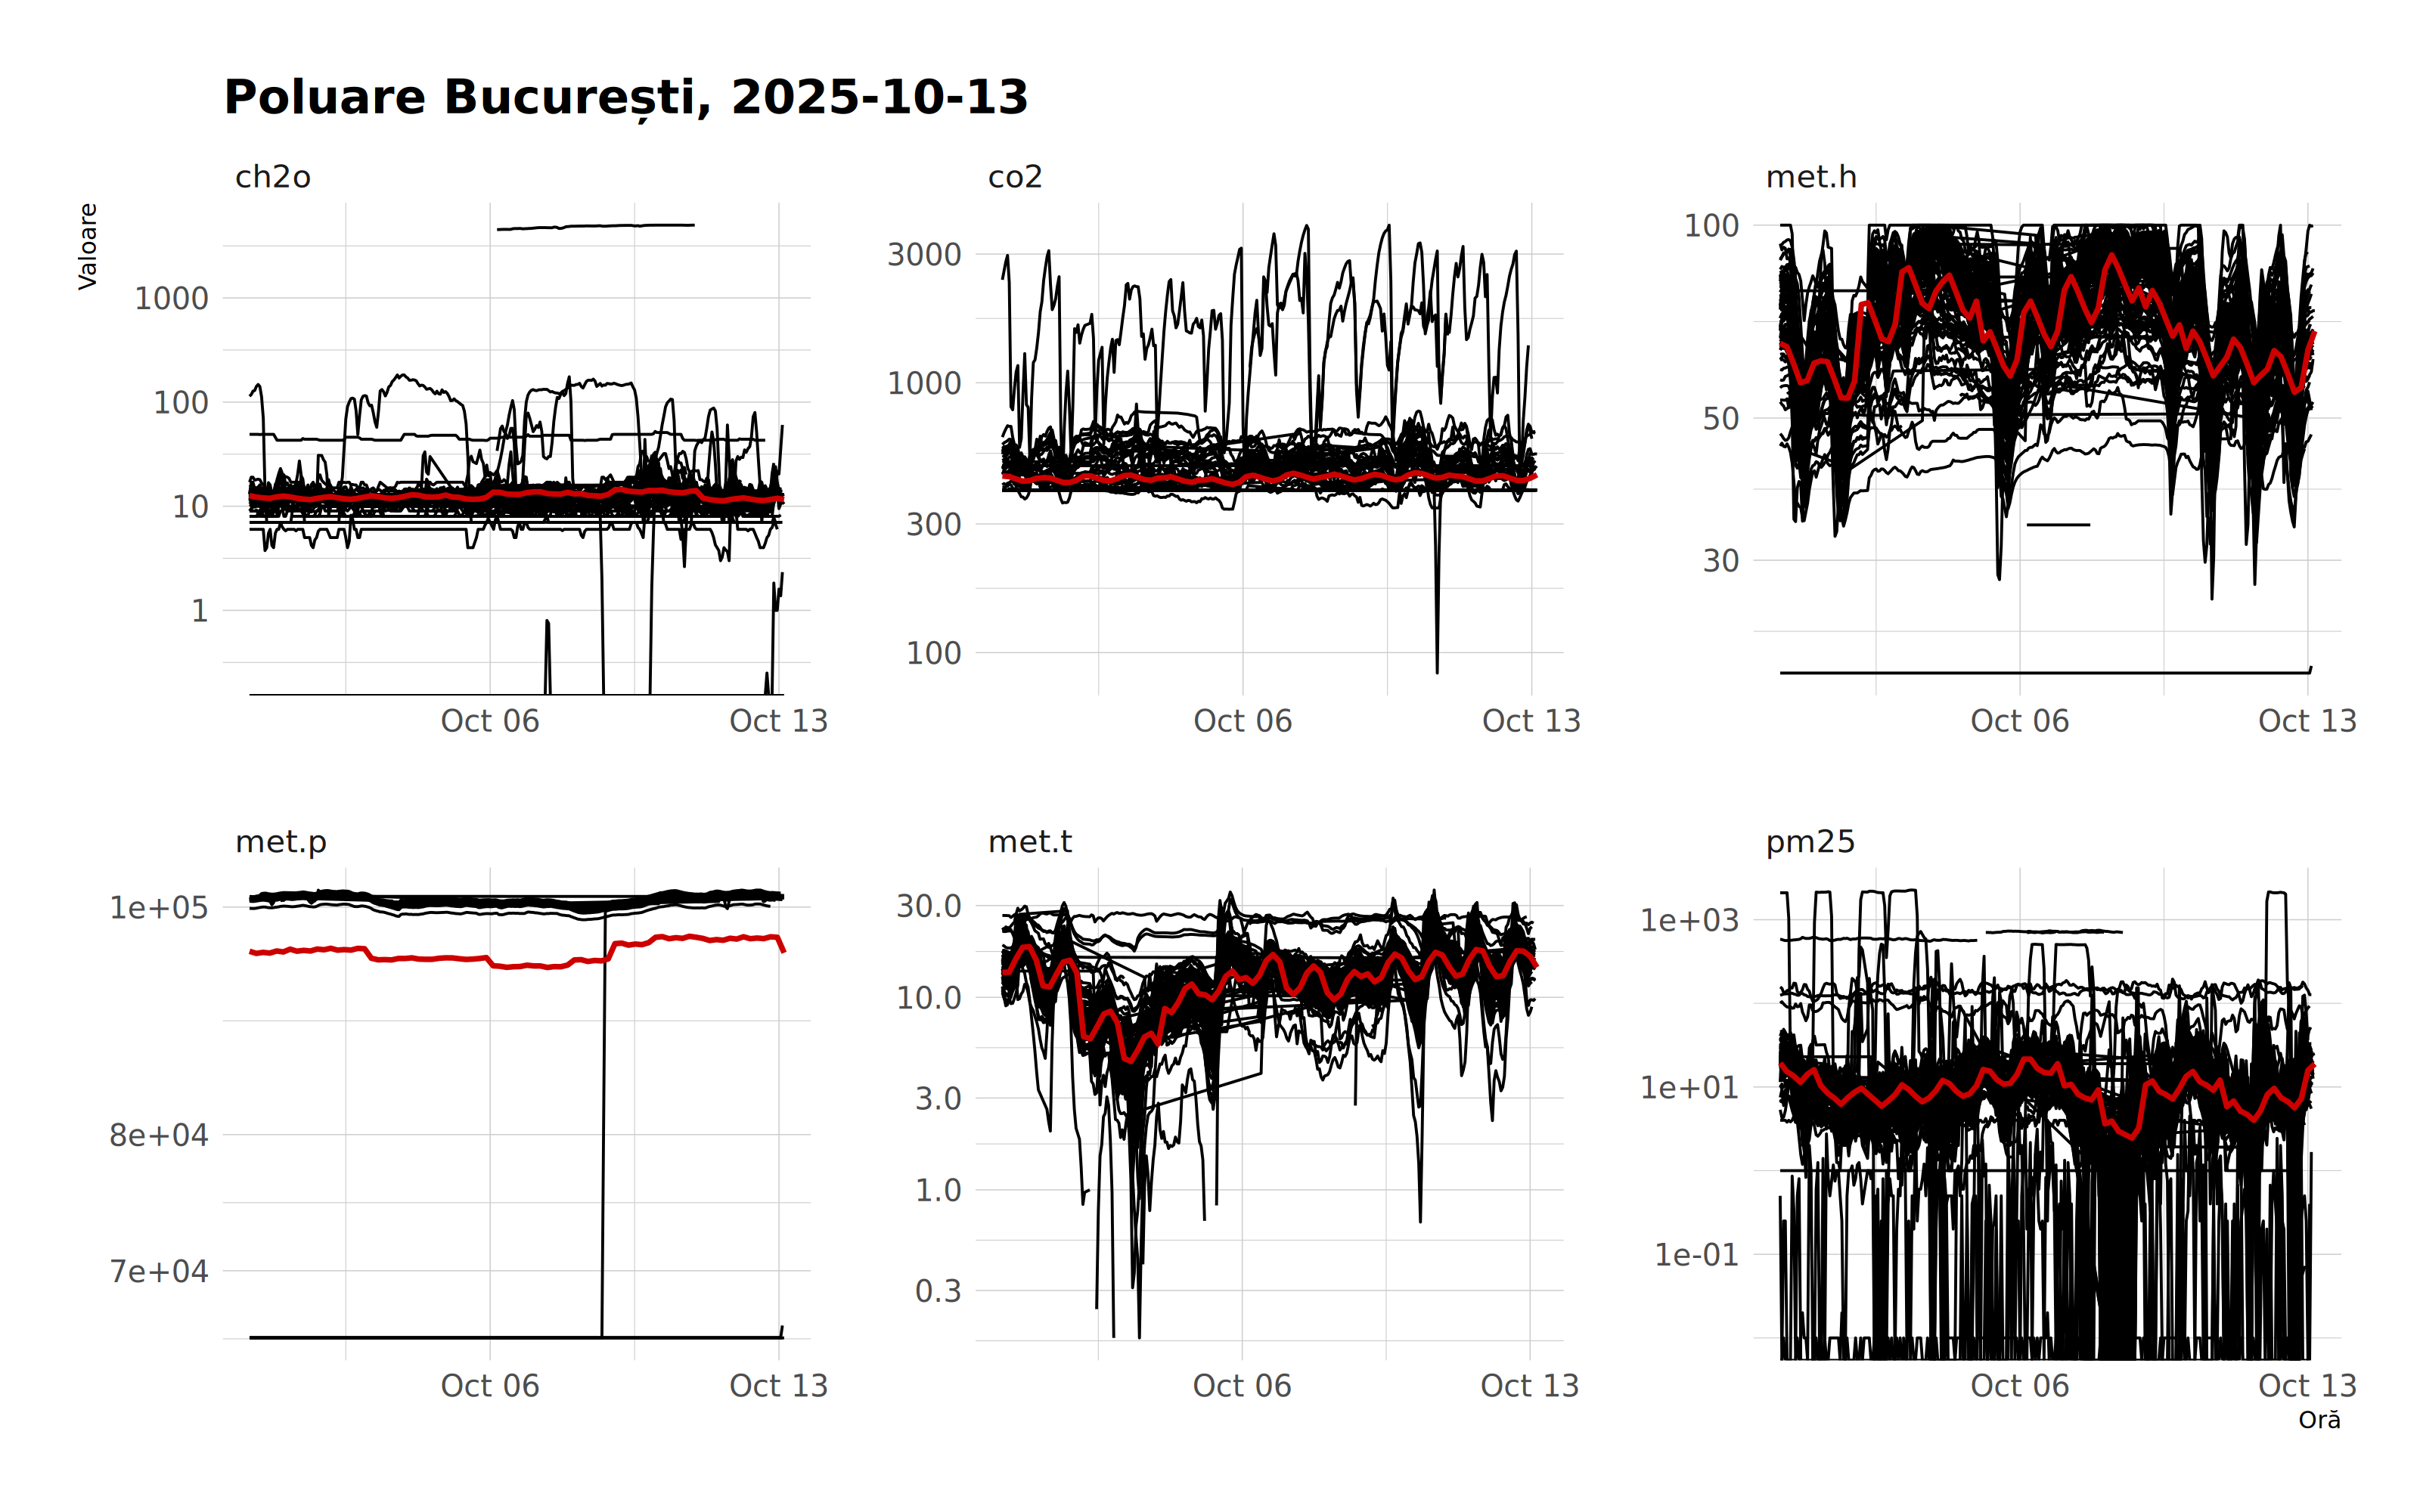 Poluare București, 2025-10-13
Valoare
ch2o
1000
100
10
1
Oct 06
Oct 13
co2
3000
1000
300
100
Oct 06
Oct 13
met.h
100
50
30
Oct 06
Oct 13
met.p
1e+05
8e+04
7e+04
Oct 06
Oct 13
met.t
30.0
10.0
3.0
1.0
0.3
Oct 06
Oct 13
pm25
1e+03
1e+01
1e-01
Oct 06
Oct 13
Oră